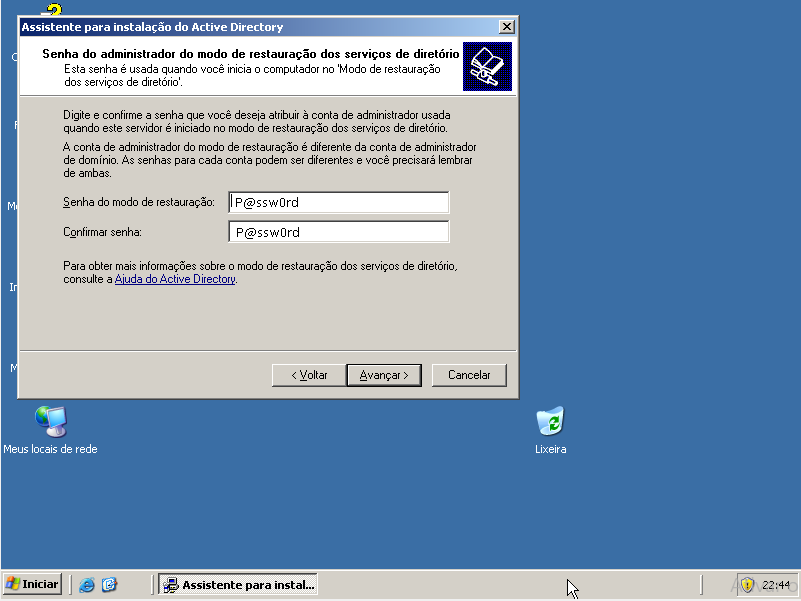 Assistente para instalação do Active Directory
Senha do administrador do modo de restauração dos serviços de diretório
Esta senha é usada quando você inicia o computador no 'Modo de restauração
dos serviços de diretório'.
Digite e confirme a senha que você deseja atribuir à conta de administrador usada
quando este servidor é iniciado no modo de restauração dos serviços de diretório.
A conta de administrador do modo de restauração é diferente da conta de administrador
de domínio. As senhas para cada conta podem ser diferentes e você precisará lembrar
de ambas.
Senha do modo de restauração: P@ssw0rd
Confirmar senha: P@ssw0rd
Para obter mais informações sobre o modo de restauração dos serviços de diretório,
consulte a Ajuda do Active Directory.
< Voltar Avançar > Cancelar
Meus locais de rede
Lixeira
Iniciar Assistente para instal... 22:44